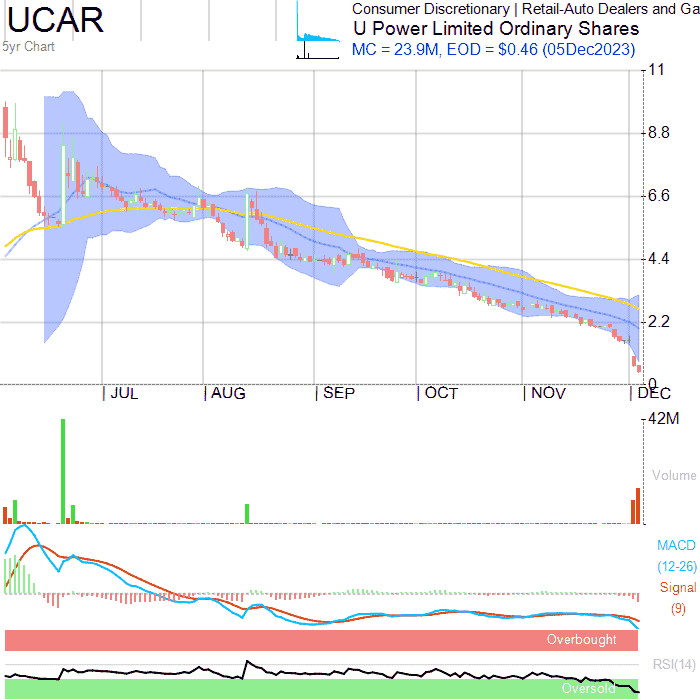 UCAR
5yr Chart
Consumer Discretionary | Retail-Auto Dealers and Ga
U Power Limited Ordinary Shares
MC = 23.9M, EOD = $0.46 (05Dec2023)
11
8.8
6.6
4.4
2.2
0
JUL
AUG
SEP
OCT
NOV
DEC
42M
Volume
MACD
(12-26)
Signal
(9)
Overbought
RSI(14)
Oversold